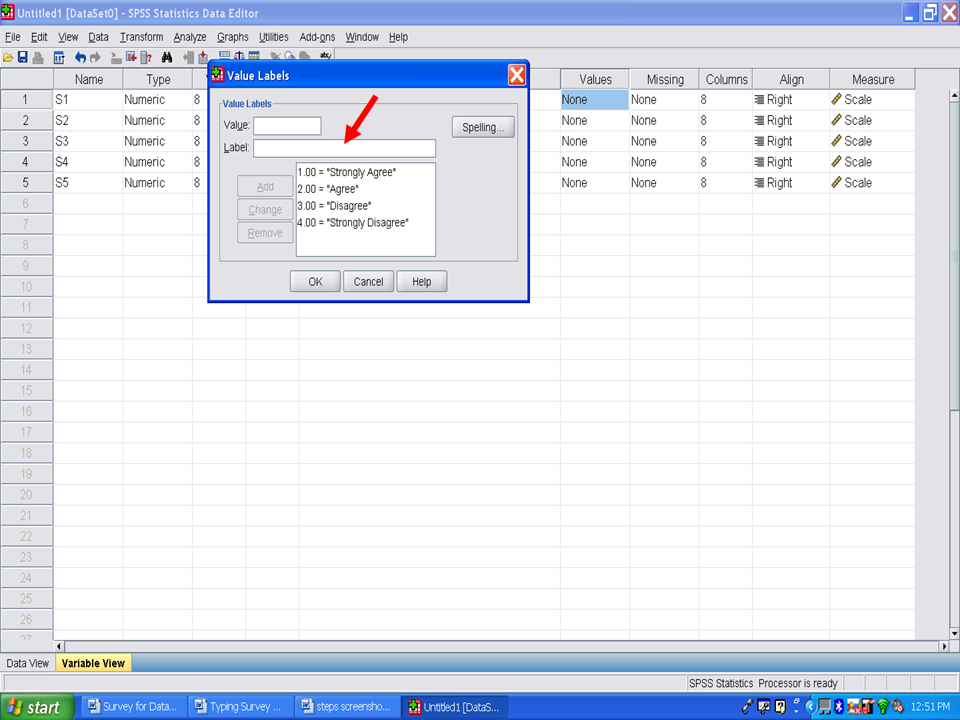 Untitled1 [DataSet0] - SPSS Statistics Data Editor
File Edit View Data Transform Analyze Graphs Utilities Add-ons Window Help
Name Type Values Missing Columns Align Measure
1 S1 Numeric 8 None None 8 Right Scale
2 S2 Numeric 8 None None 8 Right Scale
3 S3 Numeric 8 None None 8 Right Scale
4 S4 Numeric 8 None None 8 Right Scale
5 S5 Numeric 8 None None 8 Right Scale
6
7
8
9
10
11
12
13
14
15
16
17
18
19
20
21
22
23
24
25
26
27
Value Labels
Value Labels
Value:
Spelling...
Label:
1.00 = "Strongly Agree"
Add
2.00 = "Agree"
Change
3.00 = "Disagree"
Remove
4.00 = "Strongly Disagree"
OK Cancel Help
Data View Variable View
SPSS Statistics Processor is ready
start Survey for Data... Typing Survey ... steps screensho... Untitled1 [DataS... 12:51 PM